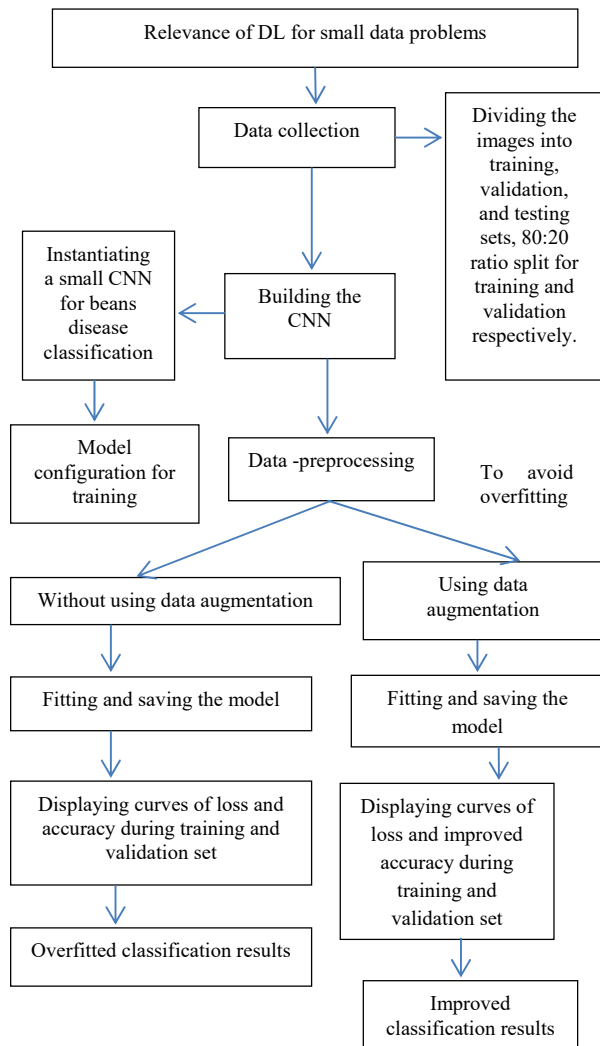 Relevance of DL for small data problems
Data collection
Dividing the
images into
training,
validation,
and testing
sets, 80:20
ratio split for
training and
validation
respectively.
Instantiating
a small CNN
for beans
disease
classification
Building the
CNN
Model
configuration for
training
Data -preprocessing
To avoid
overfitting
Without using data augmentation
Using data
augmentation
Fitting and saving the model
Fitting and saving the
model
Displaying curves of loss and
accuracy during training and
validation set
Displaying curves of
loss and improved
accuracy during
training and
validation set
Overfitted classification results
Improved
classification results